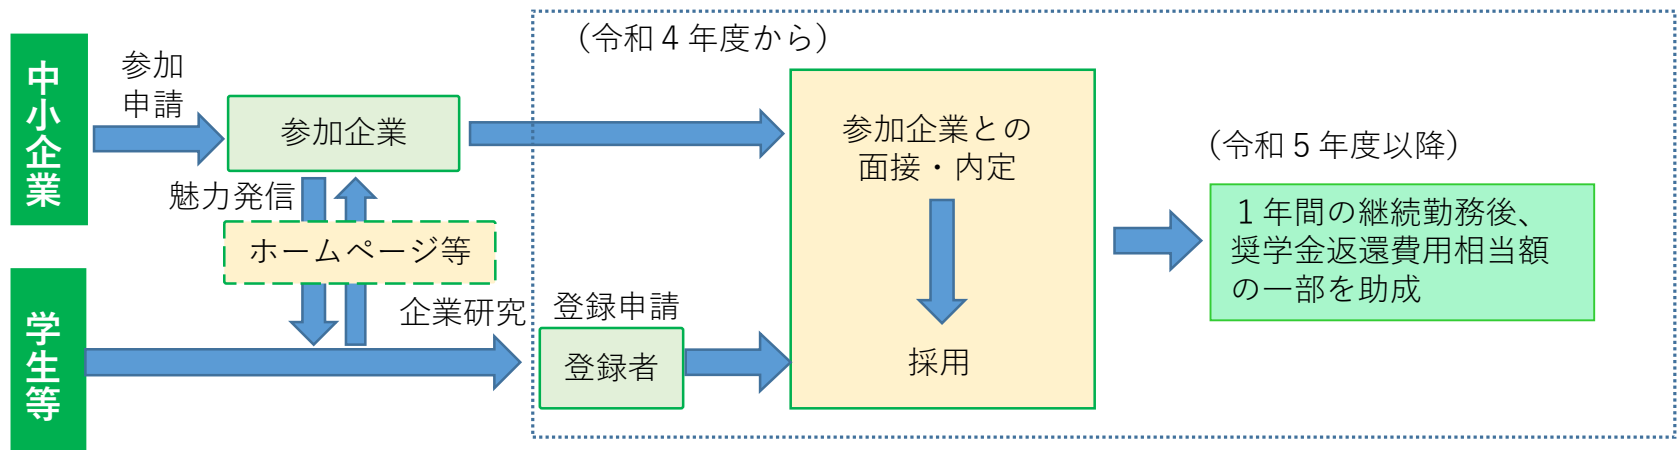 中小企業
参加
申請
参加企業
魅力発信
ホームページ等
企業研究
学生等
(令和4年度から)
登録申請
登録者
参加企業との
面接・内定
採用
(令和5年度以降)
1年間の継続勤務後、
奨学金返還費用相当額
の一部を助成